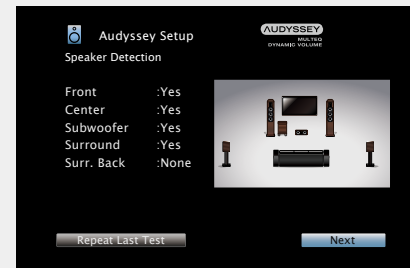 Audyssey Setup
AUDYSSEY
MULTEQ
DYNAMIC VOLUME
Speaker Detection
Front :Yes
Center :Yes
Subwoofer :Yes
Surround :Yes
Surr. Back :None
Repeat Last Test
Next